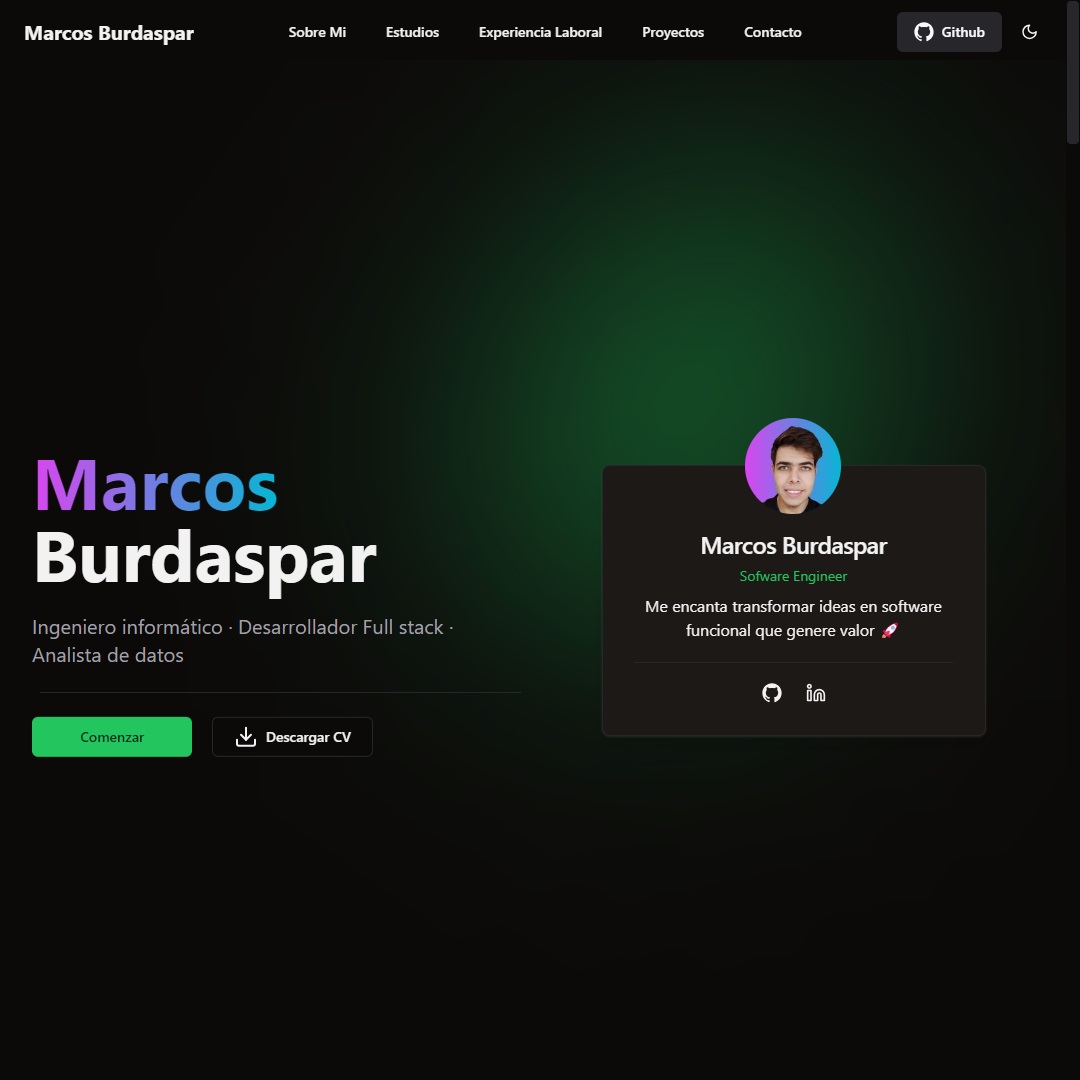 Marcos Burdaspar
Sobre Mi
Estudios
Experiencia Laboral
Proyectos
Contacto
Github
Marcos
Burdaspar
Ingeniero informático · Desarrollador Full stack ·
Analista de datos
Comenzar
Descargar CV
Marcos Burdaspar
Sofware Engineer
Me encanta transformar ideas en software
funcional que genere valor 🚀